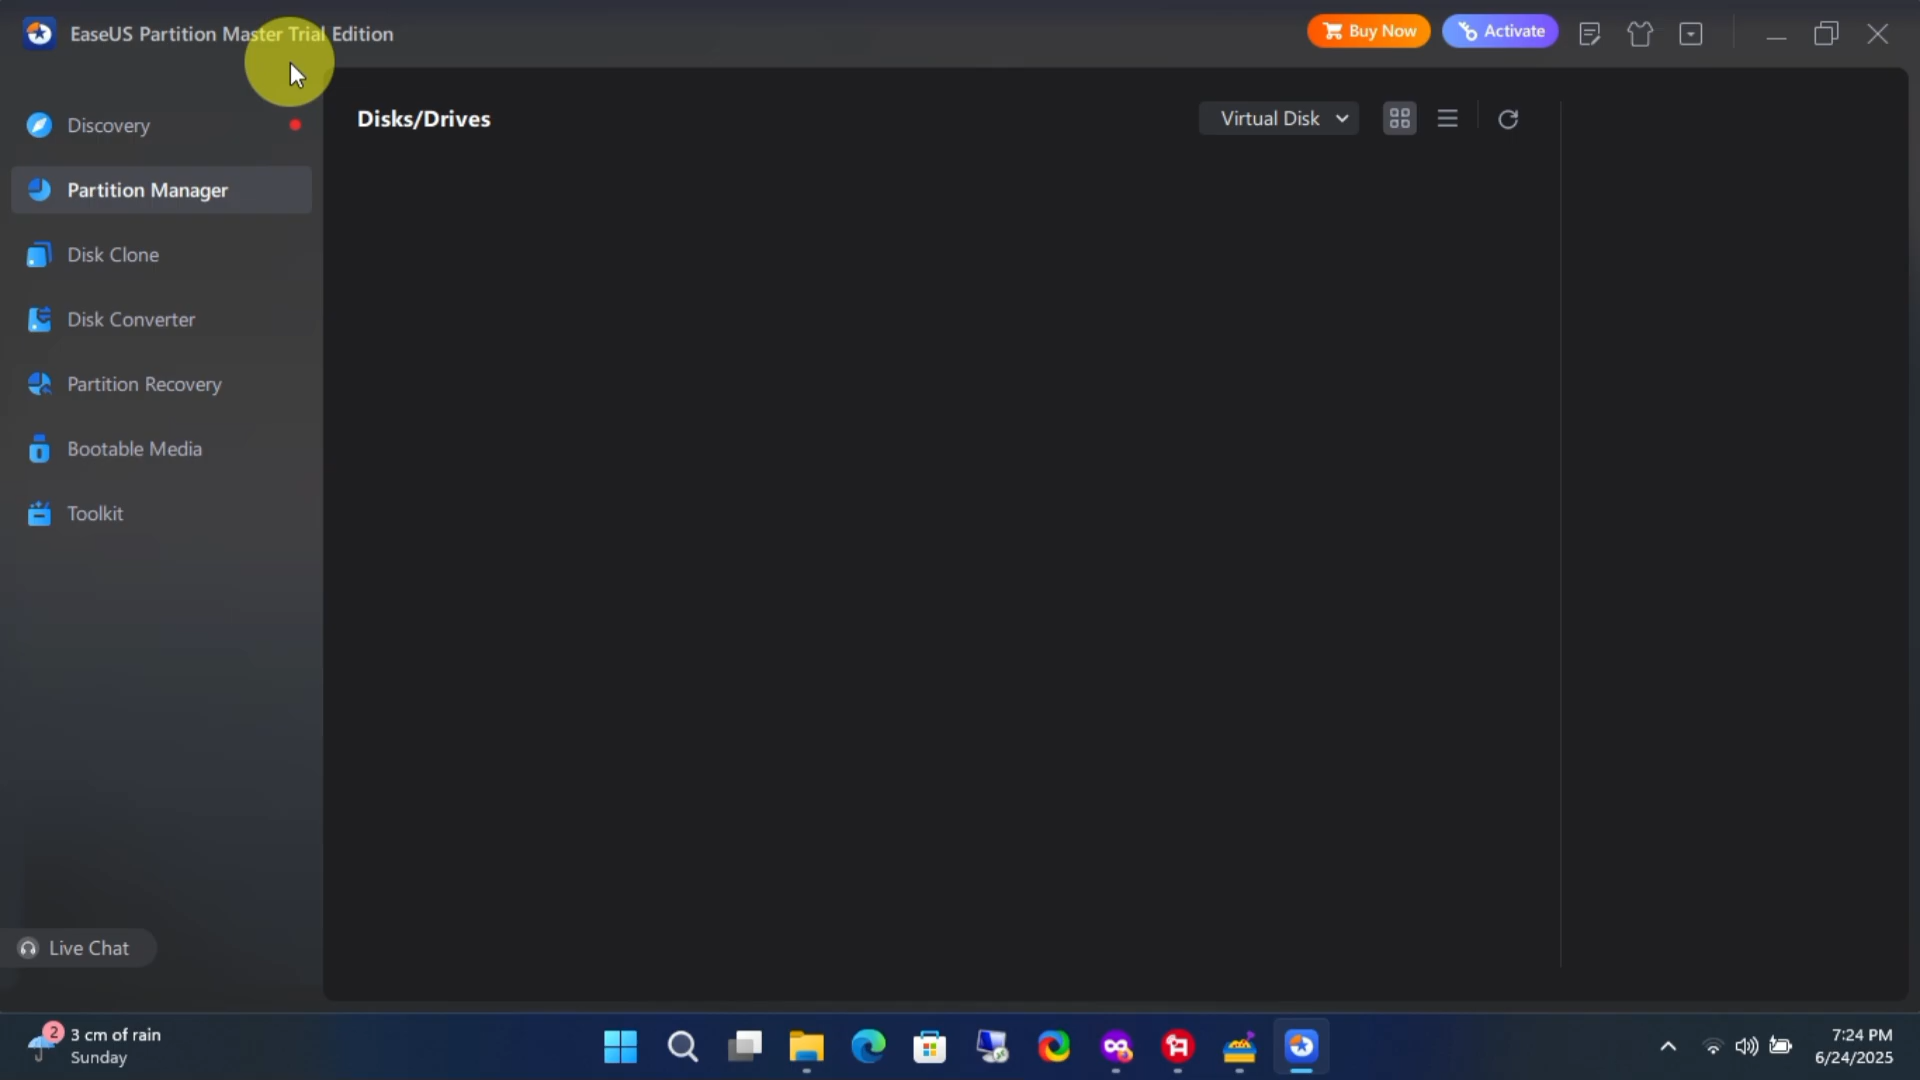 EaseUS Partition Master Trial Edition
Buy Now
Activate
Discovery
Partition Manager
Disk Clone
Disk Converter
Partition Recovery
Bootable Media
Toolkit
Live Chat
Disks/Drives
Virtual Disk
2
3 cm of rain
Sunday
7:24 PM
6/24/2025